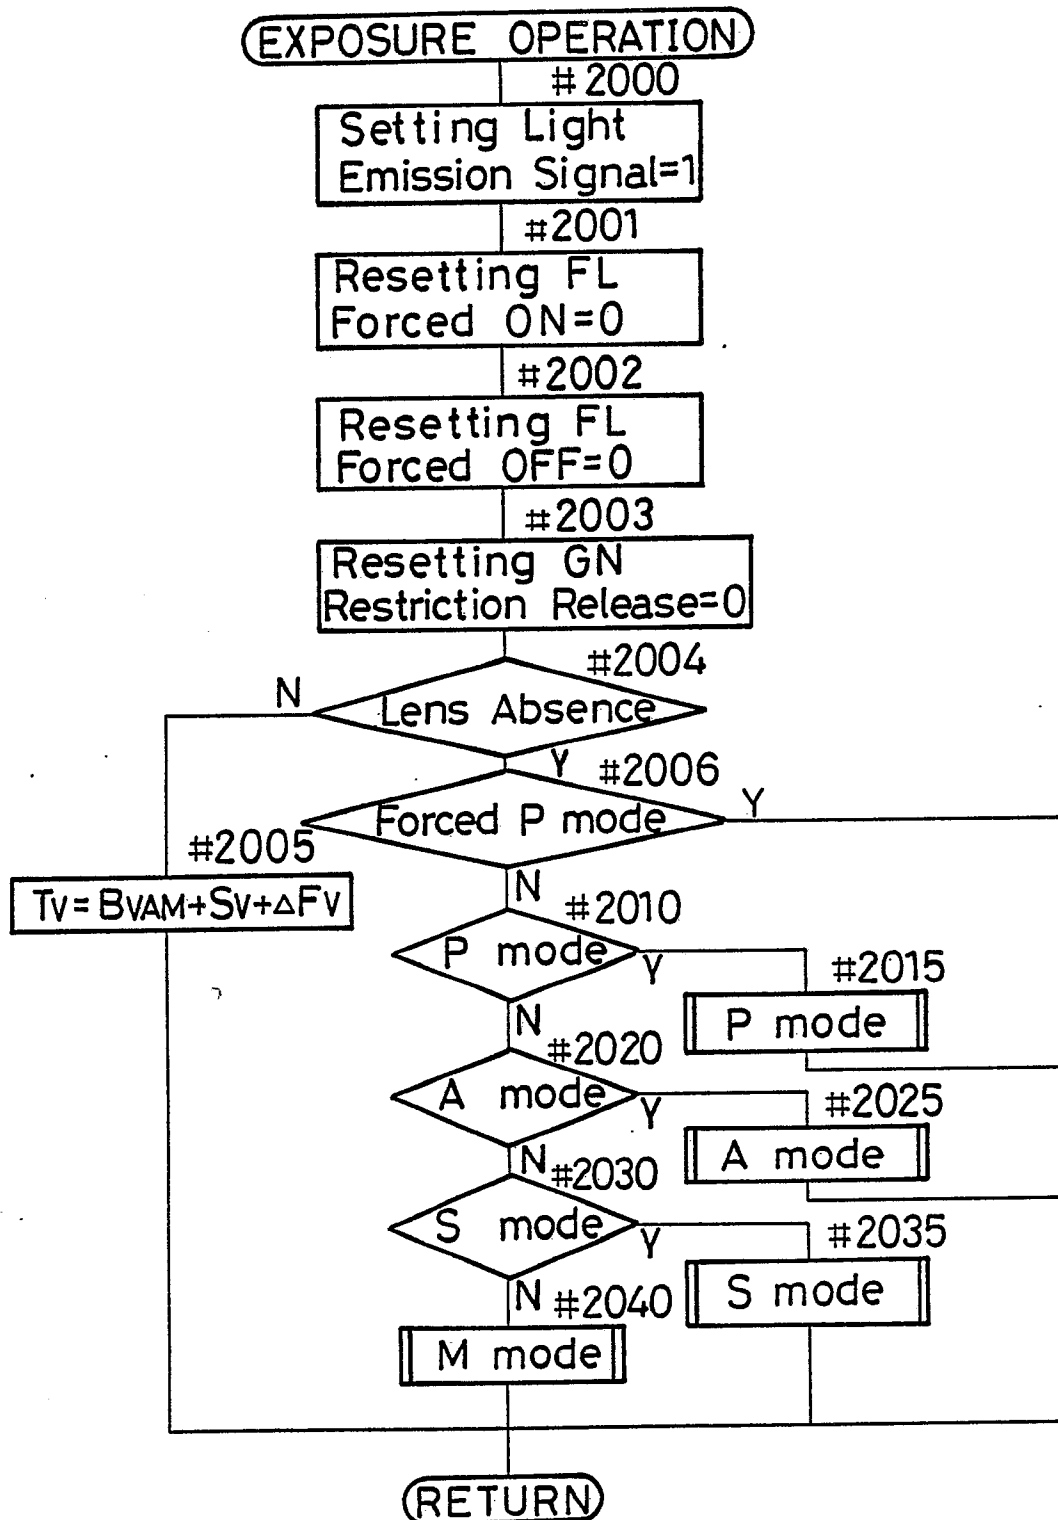 EXPOSURE OPERATION
#2000
Setting Light
Emission Signal=1
#2001
Resetting FL
Forced ON=0
#2002
Resetting FL
Forced OFF=0
#2003
Resetting GN
Restriction Release=0
#2004
N
Lens Absence
Y
#2006
Forced P mode
Y
#2005
TV=BVAM+SV+△FV
N
#2010
P mode
Y
#2015
P mode
N
#2020
A mode
Y
#2025
A mode
N
#2030
S mode
Y
#2035
S mode
N
#2040
M mode
RETURN